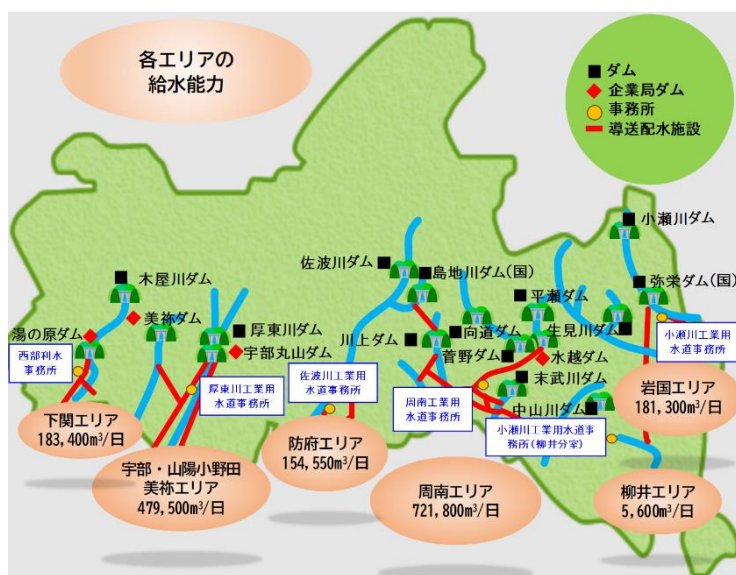 各エリアの
給水能力
ダム
企業局ダム
事務所
導送配水施設
小瀬川ダム
佐波川ダム
島地川ダム(国)
弥栄ダム(国)
木屋川ダム
平瀬ダム
美祢ダム
厚東川ダム
川上ダム
向道ダム
生見川ダム
小瀬川工業用
水道事務所
湯の原ダム
宇部丸山ダム
菅野ダム
水越ダム
西部利水
事務所
厚東川工業用
水道事務所
佐波川工業用
水道事務所
周南工業用
水道事務所
末武川ダム
中山川ダム
小瀬川工業用水道事
務所(柳井分室)
岩国エリア
181,300m³/日
下関エリア
183,400m³/日
防府エリア
154,550m³/日
宇部・山陽小野田
美祢エリア
479,500m³/日
周南エリア
721,800m³/日
柳井エリア
5,600m³/日